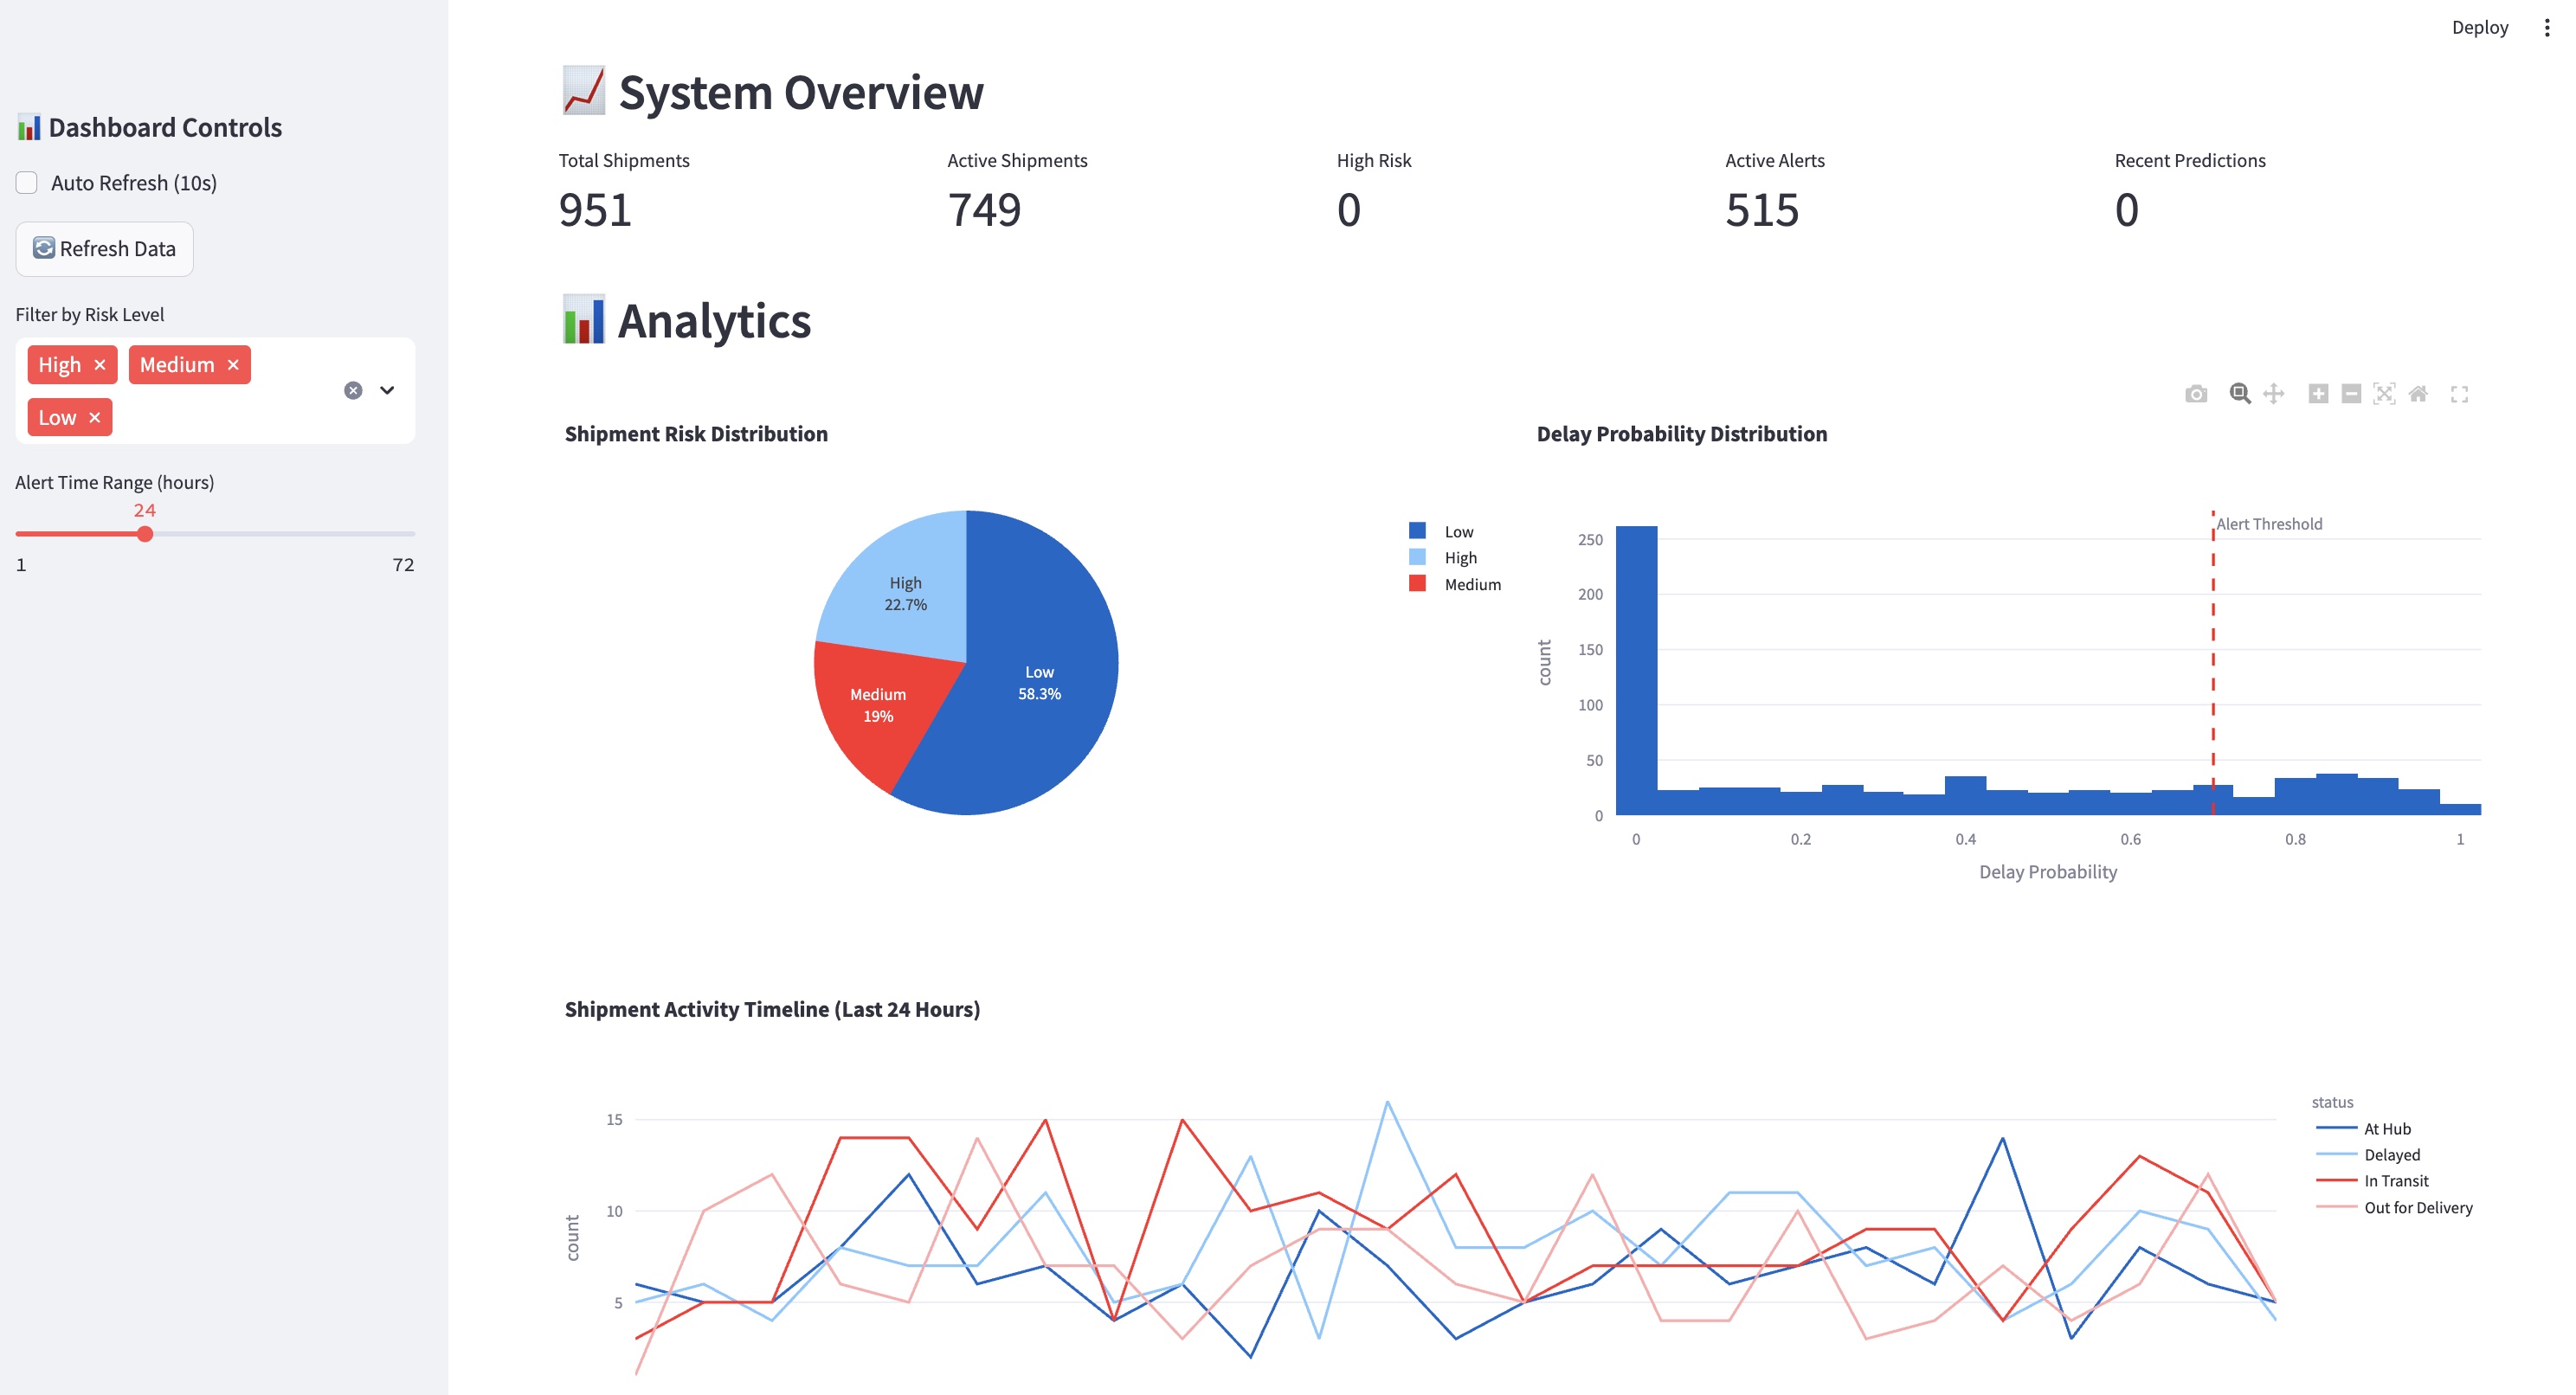 Deploy
Dashboard Controls
Auto Refresh (10s)
Refresh Data
Filter by Risk Level
High × Medium ×
Low ×
Alert Time Range (hours)
24
1 72
System Overview
Total Shipments Active Shipments High Risk Active Alerts Recent Predictions
951 749 0 515 0
Analytics
Shipment Risk Distribution
High
22.7%
Low
58.3%
Medium
19%
Low
High
Medium
Delay Probability Distribution
Alert Threshold
250
200
150
100
50
0
count
0 0.2 0.4 0.6 0.8 1
Delay Probability
Shipment Activity Timeline (Last 24 Hours)
15
10
5
count
status
At Hub
Delayed
In Transit
Out for Delivery